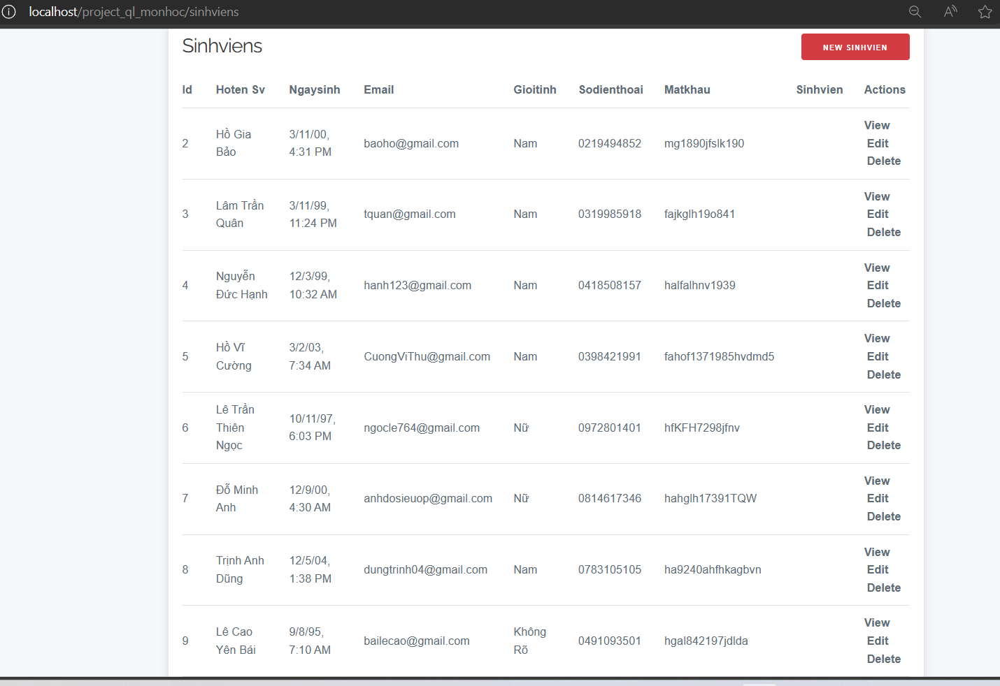 localhost/project_ql_monhoc/sinhviens
Sinhviens
NEW SINHVIEN
Id Hoten Sv Ngaysinh Email Gioitinh Sodienthoai Matkhau Sinhvien Actions
2 Hồ Gia Bảo 3/11/00, 4:31 PM baoho@gmail.com Nam 0219494852 mg1890jfslk190 View Edit Delete
3 Lâm Trần Quân 3/11/99, 11:24 PM tquan@gmail.com Nam 0319985918 fajkglh19o841 View Edit Delete
4 Nguyễn Đức Hạnh 12/3/99, 10:32 AM hanh123@gmail.com Nam 0418508157 halfalhnv1939 View Edit Delete
5 Hồ Vĩ Cường 3/2/03, 7:34 AM CuongViThu@gmail.com Nam 0398421991 fahof1371985hvdmd5 View Edit Delete
6 Lê Trần Thiên Ngọc 10/11/97, 6:03 PM ngocle764@gmail.com Nữ 0972801401 hfKFH7298jfnv View Edit Delete
7 Đỗ Minh Anh 12/9/00, 4:30 AM anhdosieuop@gmail.com Nữ 0814617346 hahglh17391TQW View Edit Delete
8 Trịnh Anh Dũng 12/5/04, 1:38 PM dungtrinh04@gmail.com Nam 0783105105 ha9240ahfhkagbvn View Edit Delete
9 Lê Cao Yên Bái 9/8/95, 7:10 AM bailecao@gmail.com Không Rõ 0491093501 hgal842197jdlda View Edit Delete